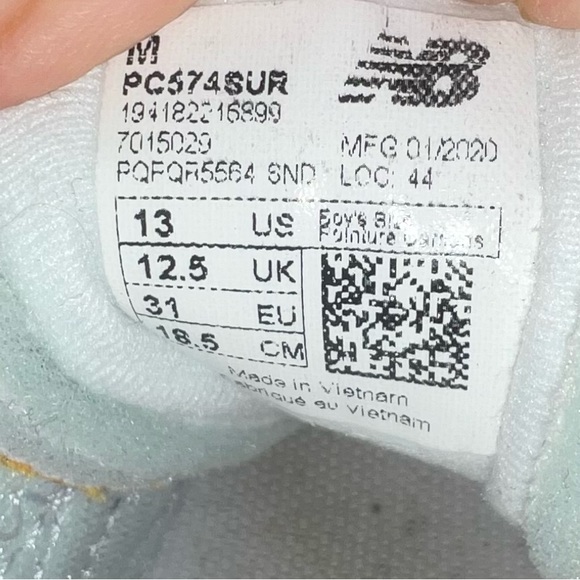 M
NB
PC574SUR
194182216899
7015029 MFG 01/2020
PQFQR5564 SND LOC: 44
13 US Boy's Size
Pointure Garçons
12.5 UK
31 EU
18.5 CM
Made in Vietnam
Fabriqué au Vietnam